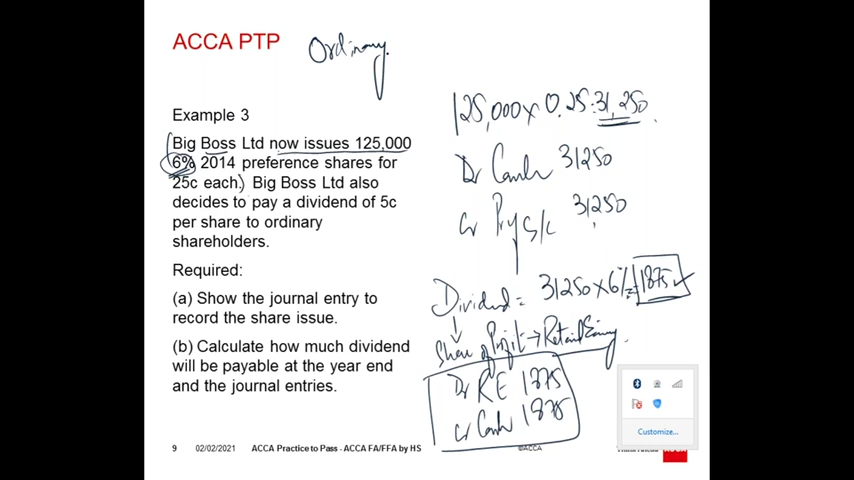 ACCA PTP
Ordinary.
Example 3
Big Boss Ltd now issues 125,000
6% 2014 preference shares for
25c each. Big Boss Ltd also
decides to pay a dividend of 5c
per share to ordinary
shareholders.
Required:
(a) Show the journal entry to
record the share issue.
(b) Calculate how much dividend
will be payable at the year end
and the journal entries.
125,000 x 0.25 = 31,250.
Dr Cash 31250
Cr S/C 31,250
Dividend = 31250 x 6% = 1875
Share of Profit → Retained Earning
Dr RE 1875
Cr Cash 1875
Customize...
9 02/02/2021 ACCA Practice to Pass - ACCA FA/FFA by HS ©ACCA